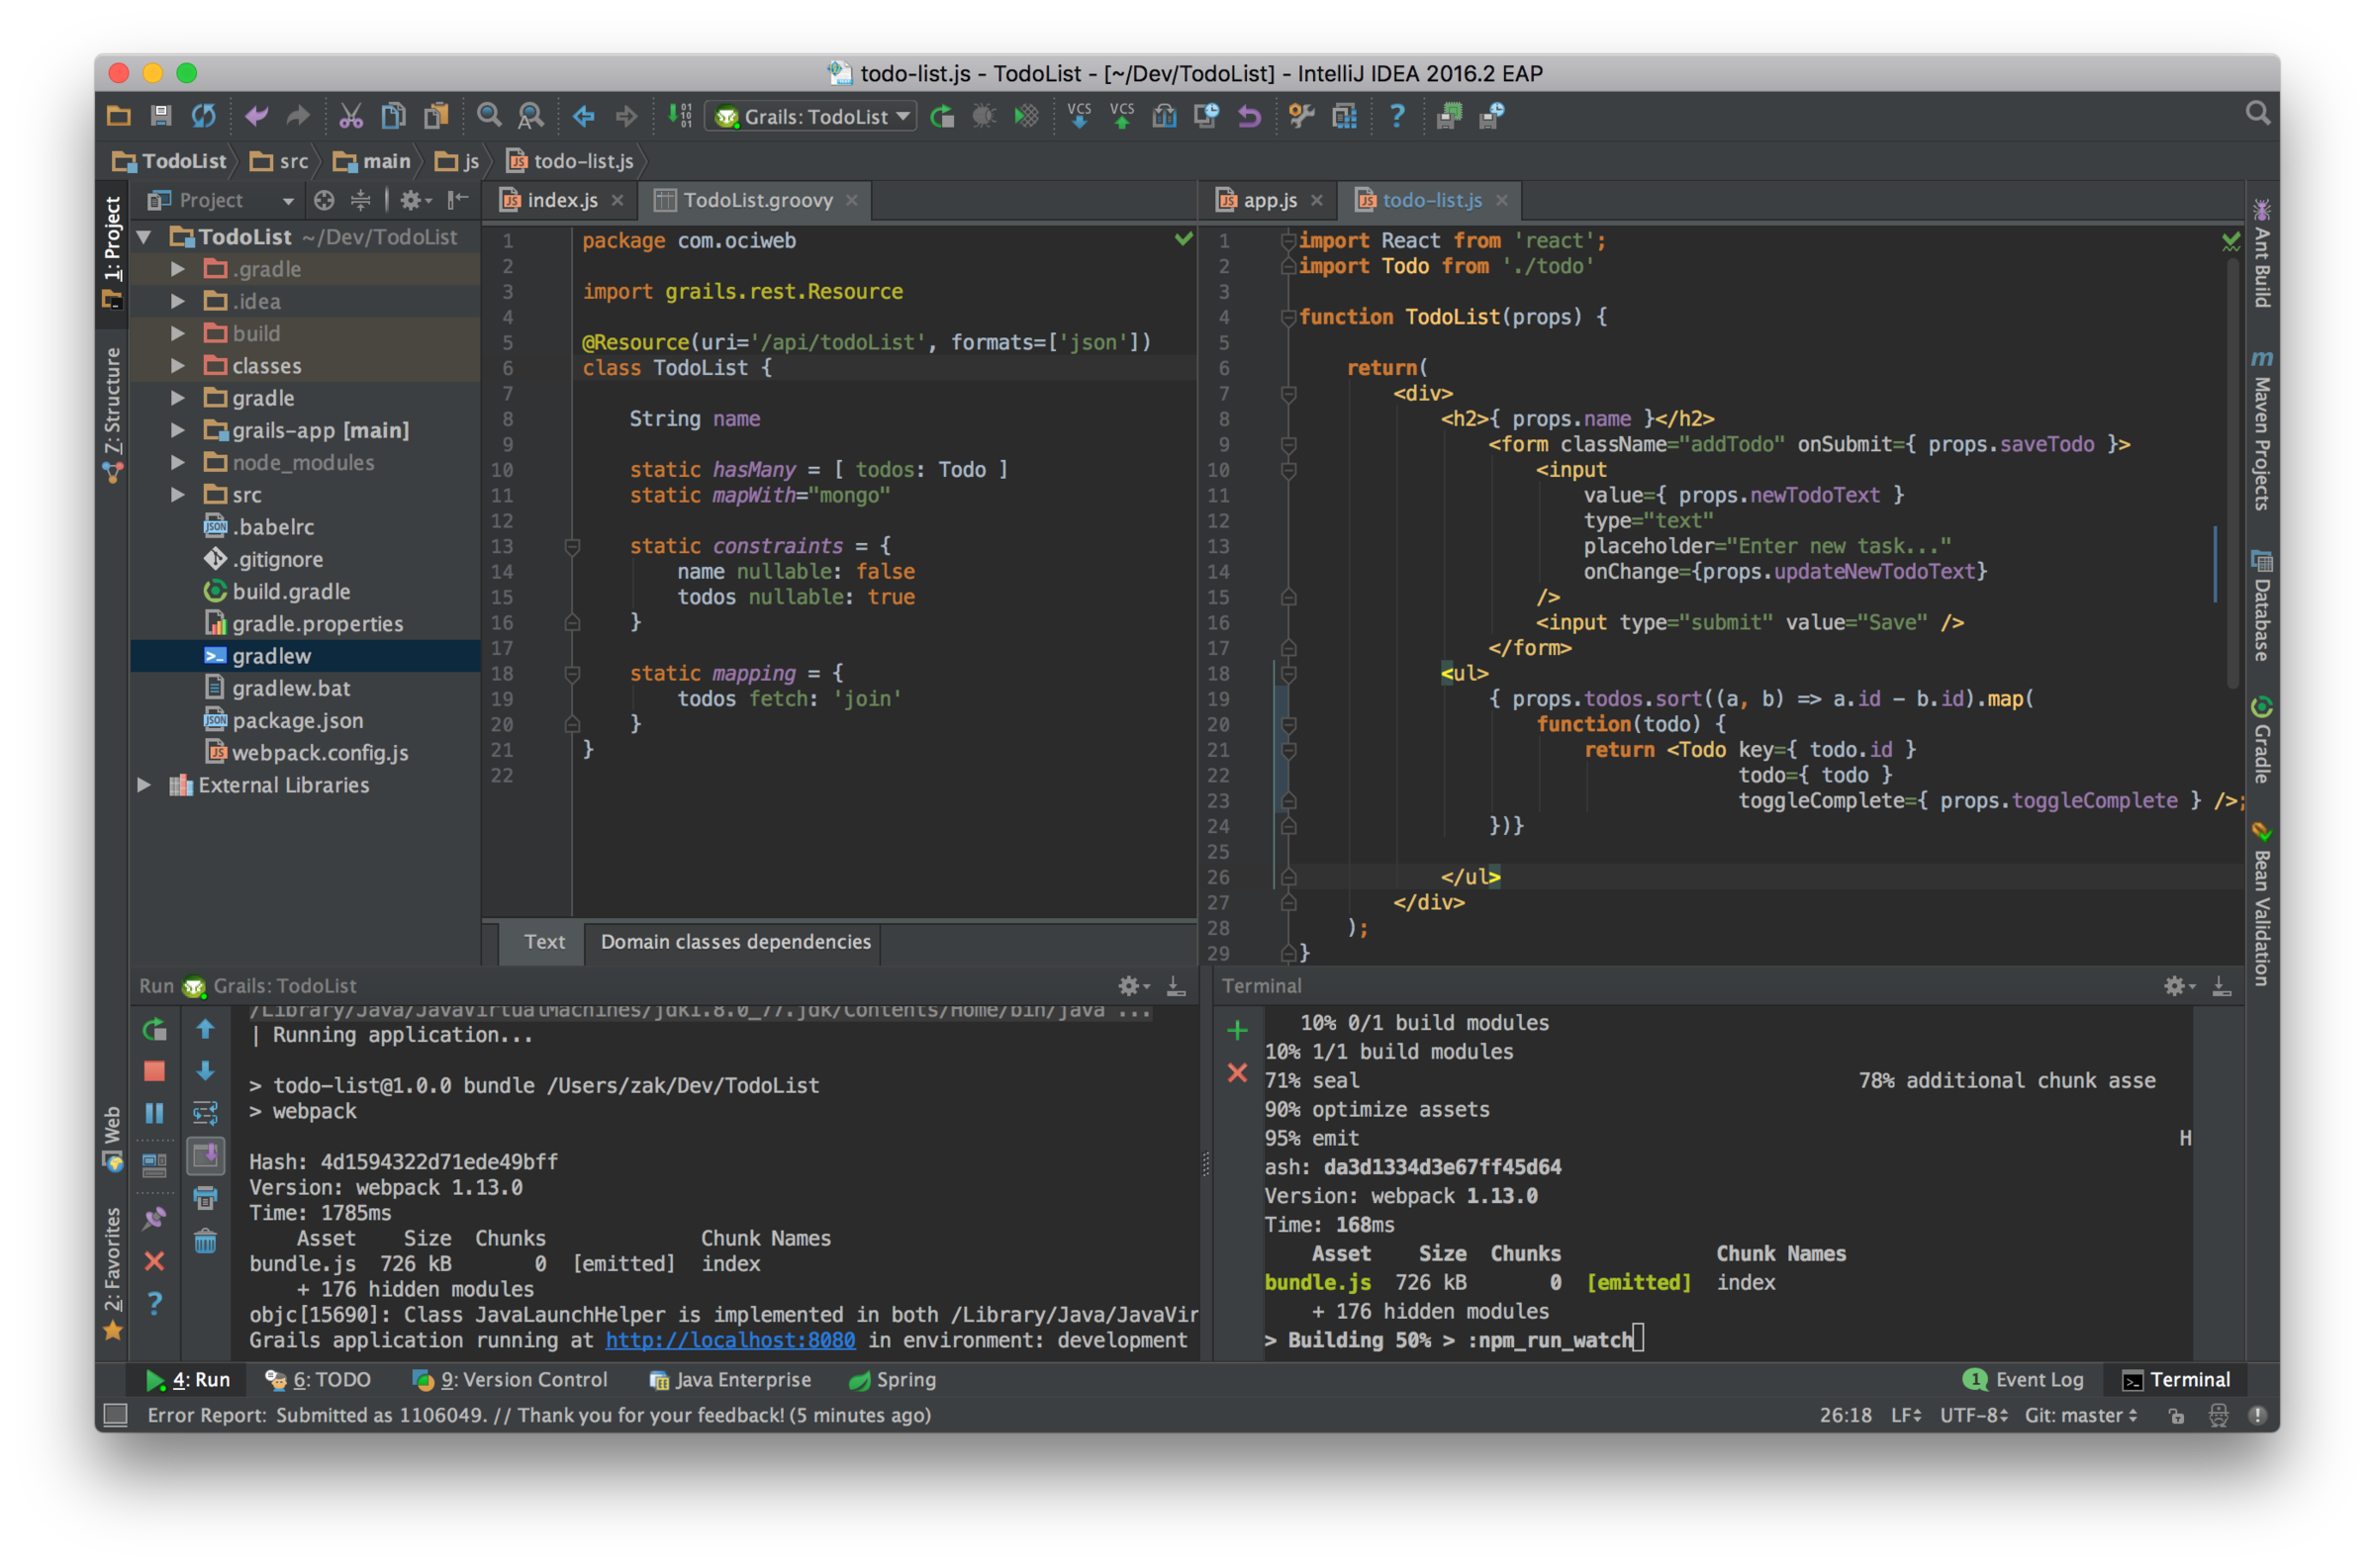 todo-list.js - TodoList - [~/Dev/TodoList] - IntelliJ IDEA 2016.2 EAP
Grails: TodoList
VCS
VCS
TodoList
src
main
js
todo-list.js
1: Project
Z: Structure
Web
2: Favorites
Project
TodoList ~/Dev/TodoList
.gradle
.idea
build
classes
gradle
grails-app [main]
node_modules
src
.babelrc
.gitignore
build.gradle
gradle.properties
gradlew
gradlew.bat
package.json
webpack.config.js
External Libraries
index.js
TodoList.groovy
1 package com.ociweb
2
3 import grails.rest.Resource
4
5 @Resource(uri='/api/todoList', formats=['json'])
6 class TodoList {
7
8     String name
9
10     static hasMany = [ todos: Todo ]
11     static mapWith="mongo"
12
13     static constraints = {
14         name nullable: false
15         todos nullable: true
16     }
17
18     static mapping = {
19         todos fetch: 'join'
20     }
21 }
22
Text
Domain classes dependencies
app.js
todo-list.js
1 import React from 'react';
2 import Todo from './todo'
3
4 function TodoList(props) {
5
6     return(
7         <div>
8             <h2>{ props.name }</h2>
9                 <form className="addTodo" onSubmit={ props.saveTodo }>
10                     <input
11                         value={ props.newTodoText }
12                         type="text"
13                         placeholder="Enter new task..."
14                         onChange={props.updateNewTodoText}
15                     />
16                     <input type="submit" value="Save" />
17                 </form>
18             <ul>
19                 { props.todos.sort((a, b) => a.id - b.id).map(
20                     function(todo) {
21                         return <Todo key={ todo.id }
22                                      todo={ todo }
23                                      toggleComplete={ props.toggleComplete } />;
24                 })}
25
26             </ul>
27         </div>
28     );
29 }
Ant Build
Maven Projects
Database
Gradle
Bean Validation
Run Grails: TodoList
/Library/Java/JavaVirtualMachines/jdk1.8.0_77.jdk/Contents/Home/bin/java ...
| Running application...
> todo-list@1.0.0 bundle /Users/zak/Dev/TodoList
> webpack
Hash: 4d1594322d71ede49bff
Version: webpack 1.13.0
Time: 1785ms
Asset Size Chunks Chunk Names
bundle.js 726 kB 0 [emitted] index
+ 176 hidden modules
objc[15690]: Class JavaLaunchHelper is implemented in both /Library/Java/JavaVir
Grails application running at http://localhost:8080 in environment: development
Terminal
10% 0/1 build modules
10% 1/1 build modules
71% seal 78% additional chunk asse
90% optimize assets
95% emit H
ash: da3d1334d3e67ff45d64
Version: webpack 1.13.0
Time: 168ms
Asset Size Chunks Chunk Names
bundle.js 726 kB 0 [emitted] index
+ 176 hidden modules
> Building 50% > :npm_run_watch
4: Run
6: TODO
9: Version Control
Java Enterprise
Spring
1 Event Log
Terminal
Error Report: Submitted as 1106049. // Thank you for your feedback! (5 minutes ago)
26:18 LF UTF-8 Git: master